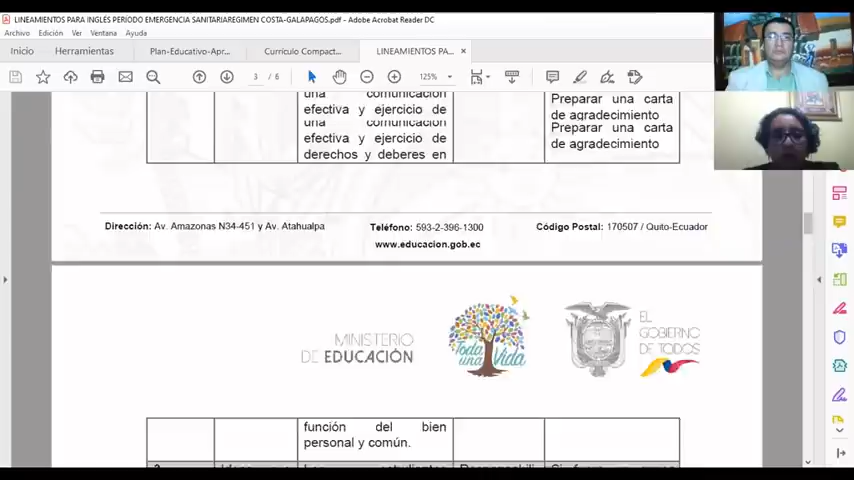 LINEAMIENTOS PARA INGLÉS PERÍODO EMERGENCIA SANITARIAREGIMEN COSTA-GALAPAGOS.pdf - Adobe Acrobat Reader DC
Archivo Edición Ver Ventana Ayuda
Inicio Herramientas Plan-Educativo-Apr... Currículo Compact... LINEAMIENTOS PA... ×
3 / 6 125%
una comunicación
efectiva y ejercicio de
una comunicación
efectiva y ejercicio de
derechos y deberes en
Preparar una carta
de agradecimiento
Preparar una carta
de agradecimiento
Dirección: Av. Amazonas N34-451 y Av. Atahualpa
Teléfono: 593-2-396-1300
Código Postal: 170507 / Quito-Ecuador
www.educacion.gob.ec
MINISTERIO
DE EDUCACIÓN
Toda
una Vida
EL
GOBIERNO
DE TODOS
función del bien
personal y común.